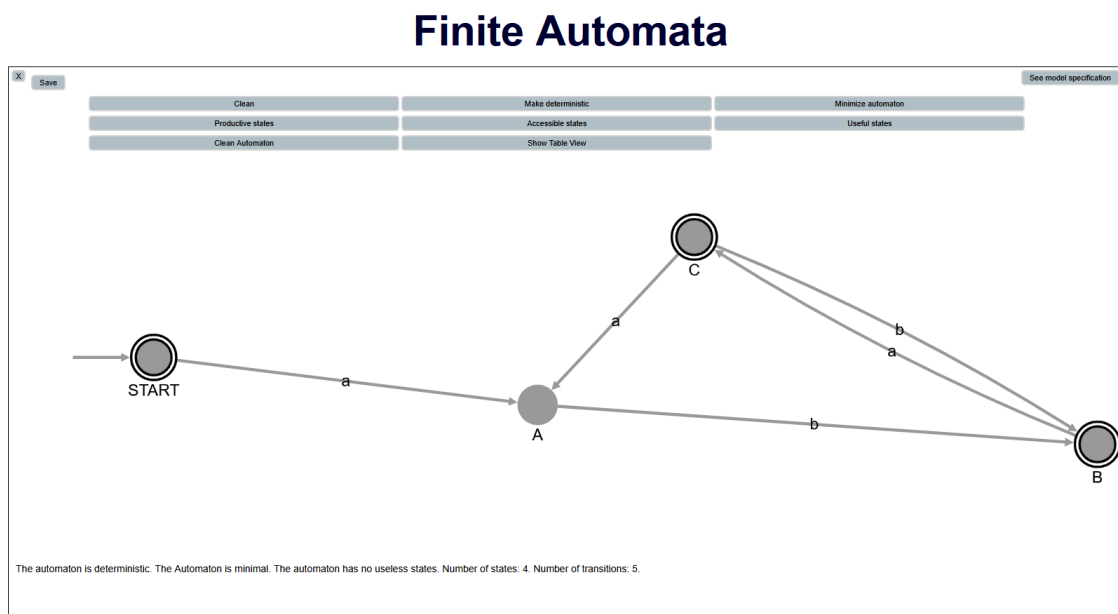 Finite Automata
X
Save
See model specification
Clean
Make deterministic
Minimize automaton
Productive states
Accessible states
Useful states
Clean Automaton
Show Table View
C
a
b
a
START
a
A
b
B
The automaton is deterministic. The Automaton is minimal. The automaton has no useless states. Number of states: 4. Number of transitions: 5.